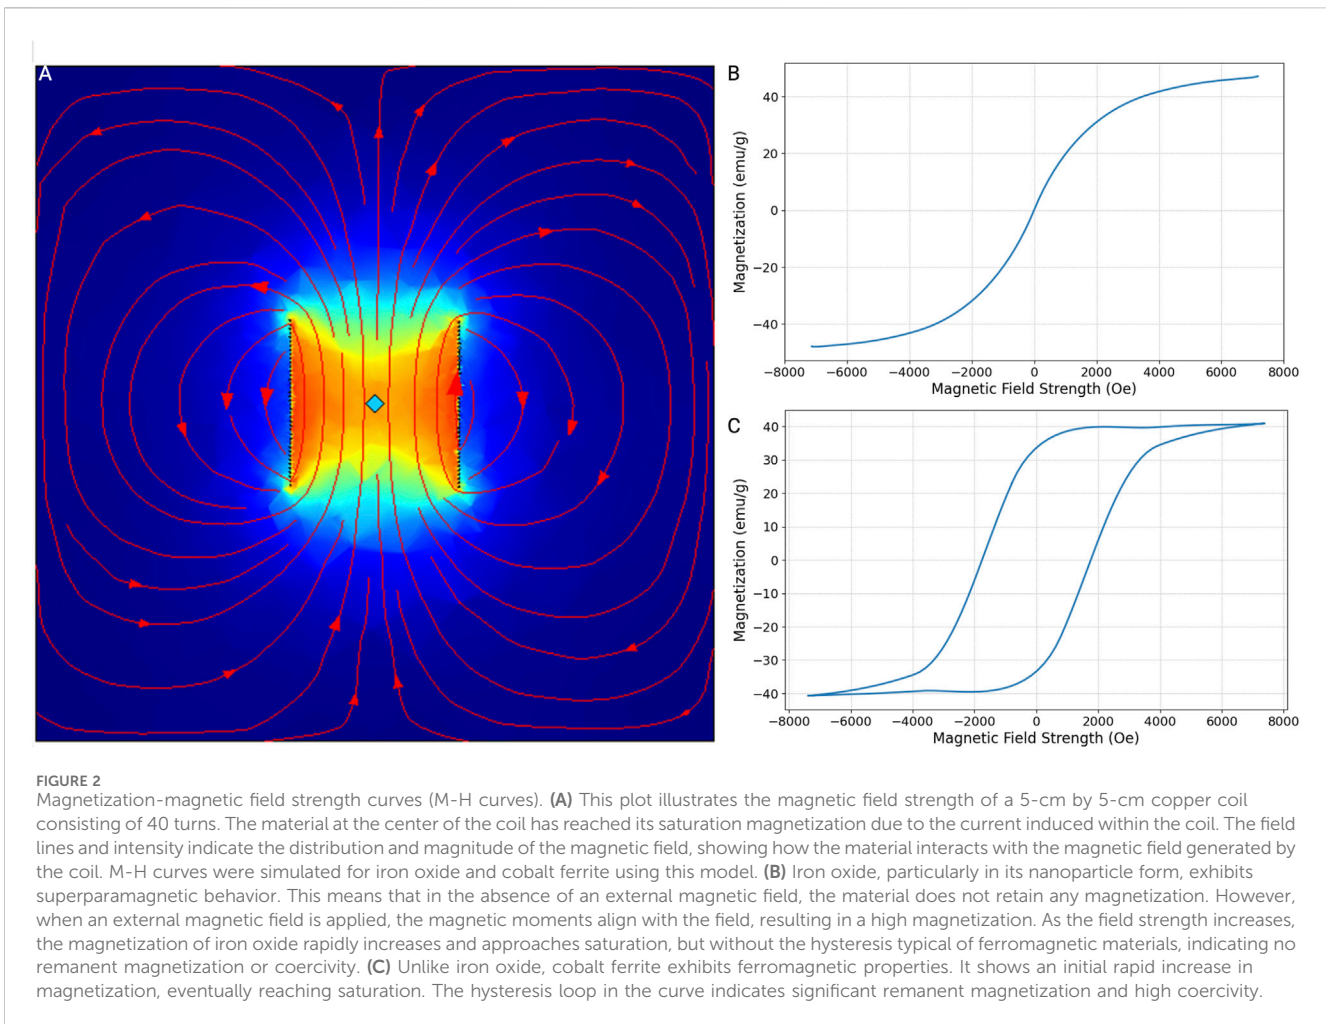 A
B
40
20
0
−20
−40
−8000 −6000 −4000 −2000 0 2000 4000 6000 8000
Magnetic Field Strength (Oe)
Magnetization (emu/g)
C
40
30
20
10
0
−10
−20
−30
−40
−8000 −6000 −4000 −2000 0 2000 4000 6000 8000
Magnetic Field Strength (Oe)
Magnetization (emu/g)
FIGURE 2
Magnetization-magnetic field strength curves (M-H curves). (A) This plot illustrates the magnetic field strength of a 5-cm by 5-cm copper coil
consisting of 40 turns. The material at the center of the coil has reached its saturation magnetization due to the current induced within the coil. The field
lines and intensity indicate the distribution and magnitude of the magnetic field, showing how the material interacts with the magnetic field generated by
the coil. M-H curves were simulated for iron oxide and cobalt ferrite using this model. (B) Iron oxide, particularly in its nanoparticle form, exhibits
superparamagnetic behavior. This means that in the absence of an external magnetic field, the material does not retain any magnetization. However,
when an external magnetic field is applied, the magnetic moments align with the field, resulting in a high magnetization. As the field strength increases,
the magnetization of iron oxide rapidly increases and approaches saturation, but without the hysteresis typical of ferromagnetic materials, indicating no
remanent magnetization or coercivity. (C) Unlike iron oxide, cobalt ferrite exhibits ferromagnetic properties. It shows an initial rapid increase in
magnetization, eventually reaching saturation. The hysteresis loop in the curve indicates significant remanent magnetization and high coercivity.